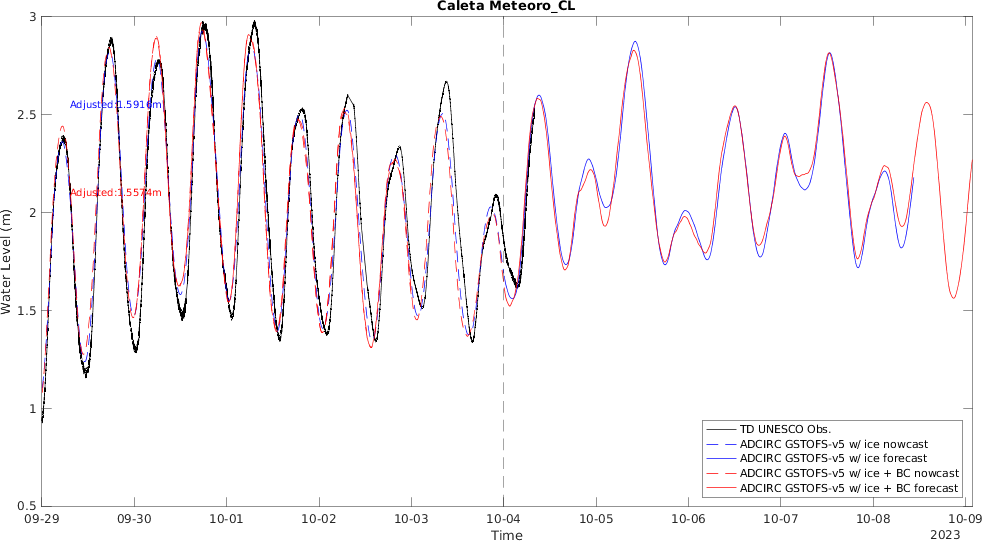 Caleta Meteoro_CL
3
2.5
2
1.5
1
0.5
Water Level (m)
Adjusted:1.5916m
Adjusted:1.5574m
TD UNESCO Obs.
ADCIRC GSTOFS-v5 w/ ice nowcast
ADCIRC GSTOFS-v5 w/ ice forecast
ADCIRC GSTOFS-v5 w/ ice + BC nowcast
ADCIRC GSTOFS-v5 w/ ice + BC forecast
09-29 09-30 10-01 10-02 10-03 10-04 10-05 10-06 10-07 10-08 10-09
Time
2023